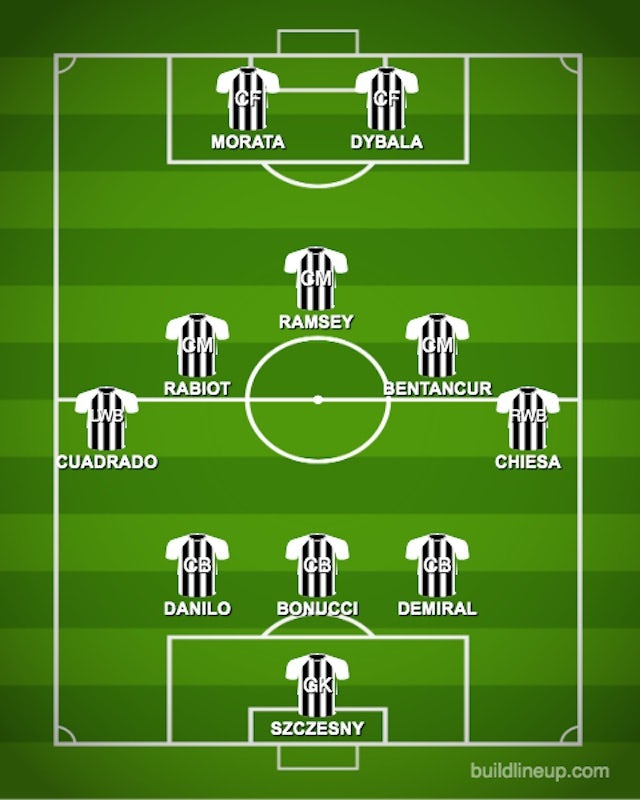 CF CF
MORATA DYBALA
CM
RAMSEY
CM CM
RABIOT BENTANCUR
LWB RWB
CUADRADO CHIESA
CB CB CB
DANILO BONUCCI DEMIRAL
GK
SZCZESNY
buildlineup.com